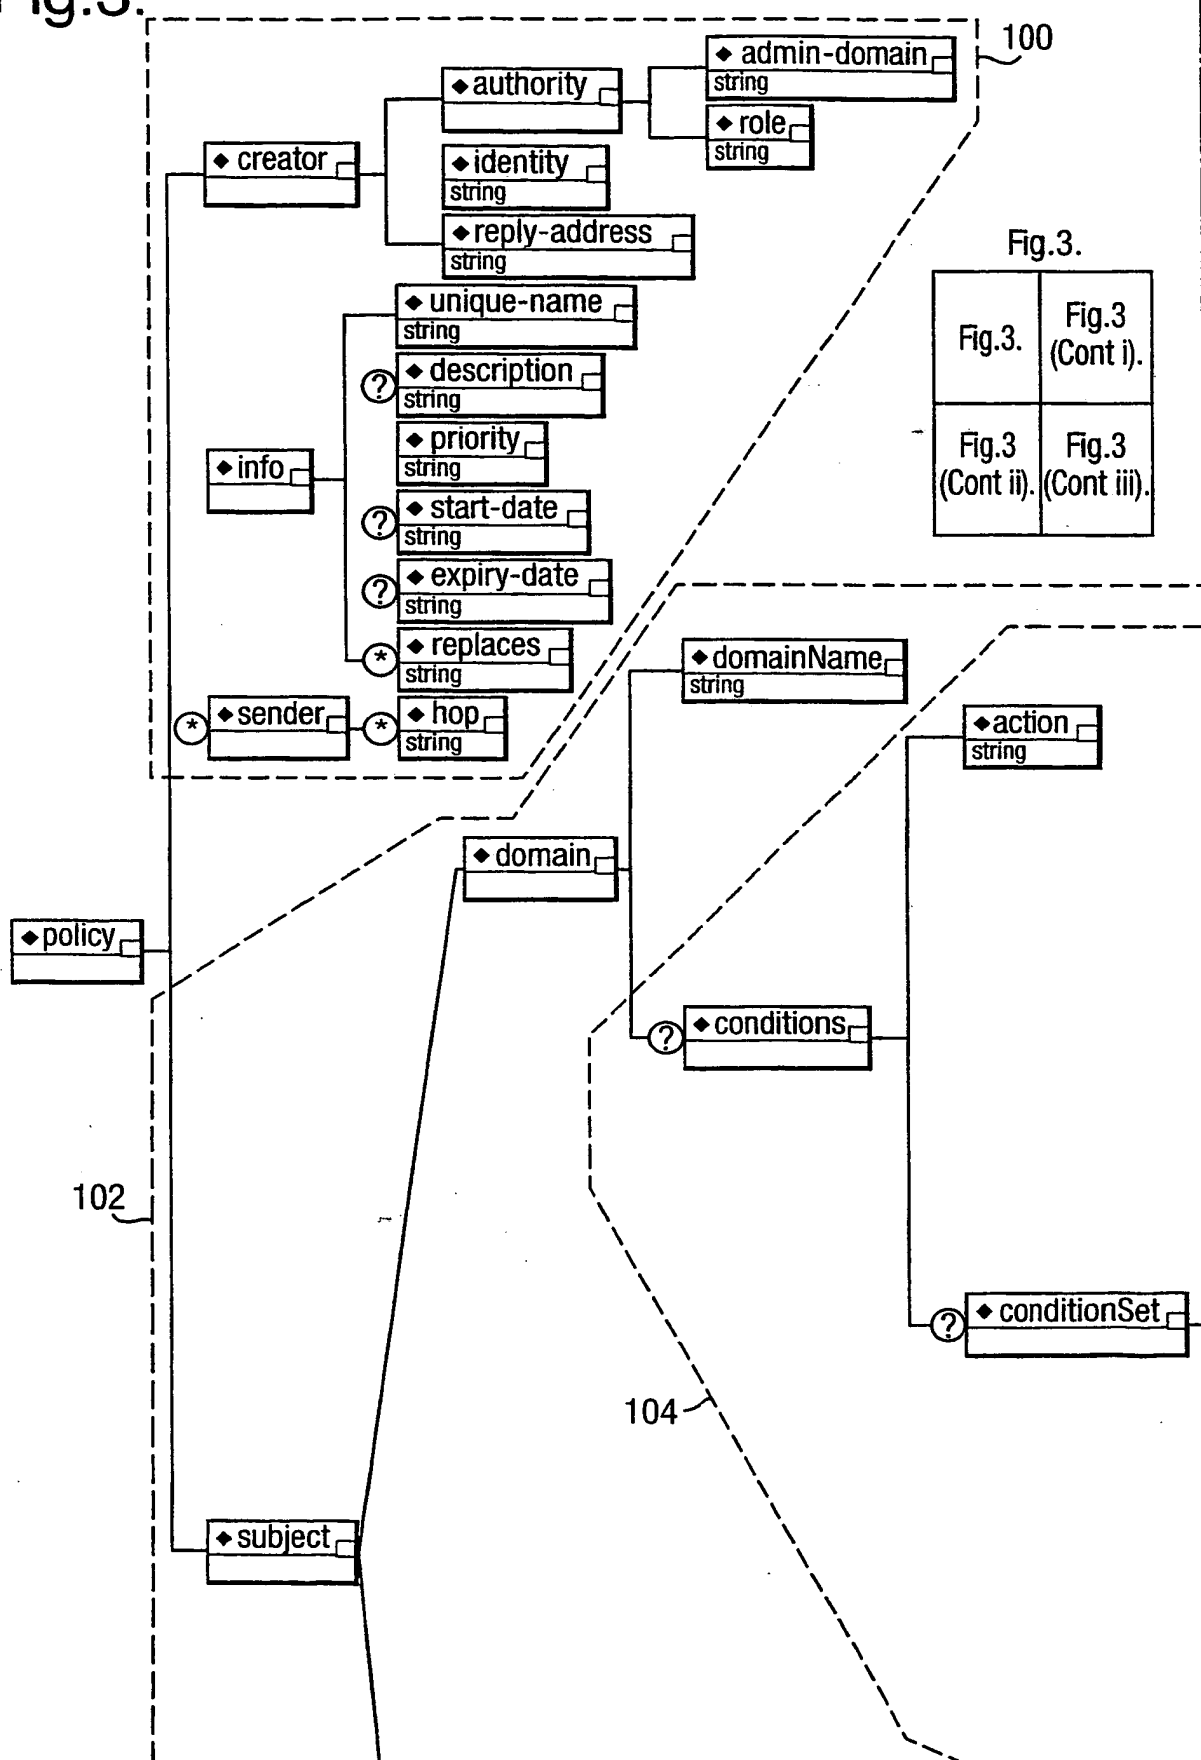 Fig.3.
100
◆ admin-domain
string
◆ authority
◆ role
string
◆ creator
◆ identity
string
◆ reply-address
string
Fig.3.
Fig.3.
Fig.3
(Cont i).
Fig.3
(Cont ii).
Fig.3
(Cont iii).
◆ unique-name
string
?
◆ description
string
◆ priority
string
◆ info
?
◆ start-date
string
?
◆ expiry-date
string
*
◆ replaces
string
*
◆ sender
*
◆ hop
string
◆ domainName
string
◆ action
string
◆ domain
◆ policy
?
◆ conditions
102
?
◆ conditionSet
104
◆ subject